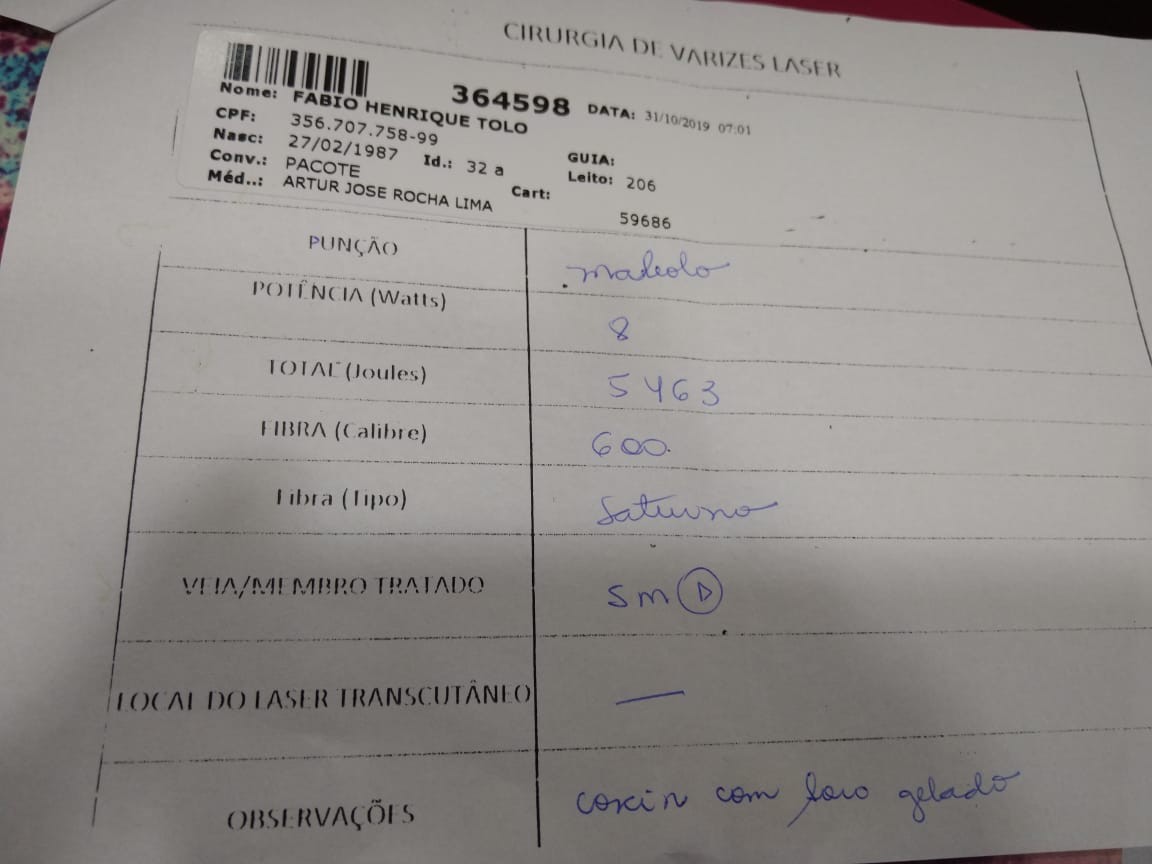 CIRURGIA DE VARIZES LASER
364598 DATA: 31/10/2019 07:01
Nome: FABIO HENRIQUE TOLO
CPF: 356.707.758-99
Nasc: 27/02/1987 Id.: 32 a GUIA:
Conv.: PACOTE Leito: 206
Méd..: ARTUR JOSE ROCHA LIMA Cart:
59686
PUNÇÃO maleolo
POTÊNCIA (Watts) 8
TOTAL (Joules) 5463
FIBRA (Calibre) 600
Fibra (Tipo) Saturno
VEIA/MEMBRO TRATADO SM D
LOCAL DO LASER TRANSCUTÂNEO —
OBSERVAÇÕES coxin com soro gelado